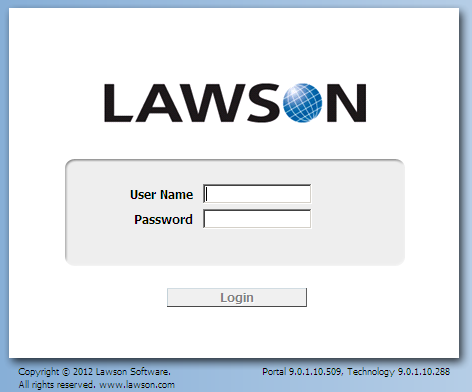 LAWSON
User Name
Password
Login
Copyright © 2012 Lawson Software. Portal 9.0.1.10.509, Technology 9.0.1.10.288
All rights reserved. www.lawson.com